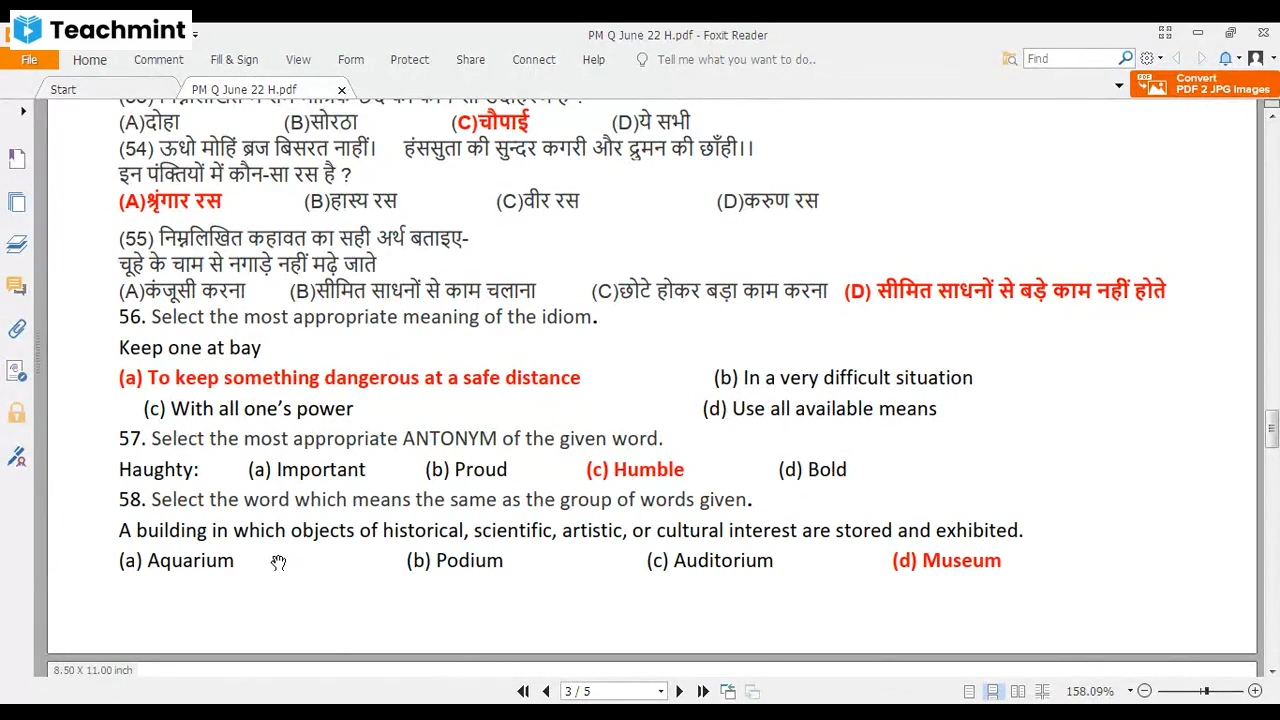 Teachmint
PM Q June 22 H.pdf - Foxit Reader
File Home Comment Fill & Sign View Form Protect Share Connect Help Tell me what you want to do.. Find
Start PM Q June 22 H.pdf x
Convert
PDF 2 JPG Images
(A)दोहा (B)सोरठा (C)चौपाई (D)ये सभी
(54) ऊधो मोहिं ब्रज बिसरत नाहीं। हंससुता की सुन्दर कगरी और द्रुमन की छाँही।।
इन पंक्तियों में कौन-सा रस है ?
(A)श्रृंगार रस (B)हास्य रस (C)वीर रस (D)करुण रस
(55) निम्नलिखित कहावत का सही अर्थ बताइए-
चूहे के चाम से नगाड़े नहीं मढ़े जाते
(A)कंजूसी करना (B)सीमित साधनों से काम चलाना (C)छोटे होकर बड़ा काम करना (D) सीमित साधनों से बड़े काम नहीं होते
56. Select the most appropriate meaning of the idiom.
Keep one at bay
(a) To keep something dangerous at a safe distance (b) In a very difficult situation
(c) With all one's power (d) Use all available means
57. Select the most appropriate ANTONYM of the given word.
Haughty: (a) Important (b) Proud (c) Humble (d) Bold
58. Select the word which means the same as the group of words given.
A building in which objects of historical, scientific, artistic, or cultural interest are stored and exhibited.
(a) Aquarium (b) Podium (c) Auditorium (d) Museum
8.50 X 11.00 inch
3 / 5 158.09%